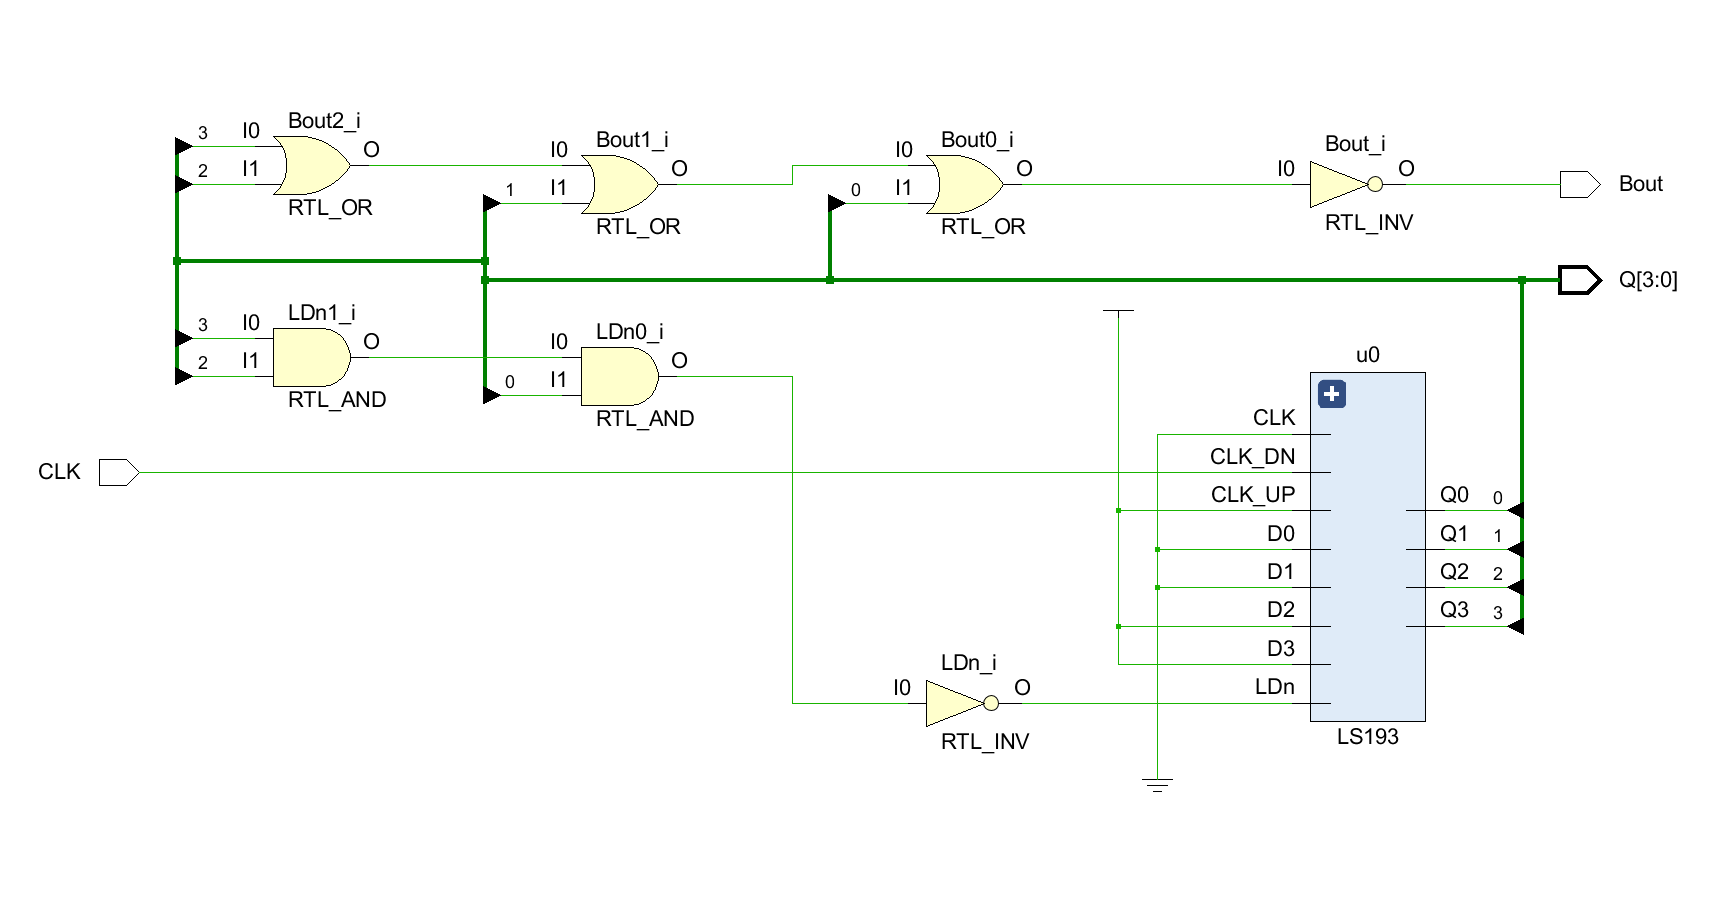 Bout2_i
3 I0 O
2 I1
RTL_OR
Bout1_i
I0 O
1 I1
RTL_OR
Bout0_i
I0 O
0 I1
RTL_OR
Bout_i
I0 O
RTL_INV
Bout
Q[3:0]
LDn1_i
3 I0 O
2 I1
RTL_AND
LDn0_i
I0 O
0 I1
RTL_AND
CLK
u0
CLK
CLK_DN
CLK_UP
D0
D1
D2
D3
LDn
Q0 0
Q1 1
Q2 2
Q3 3
LS193
LDn_i
I0 O
RTL_INV